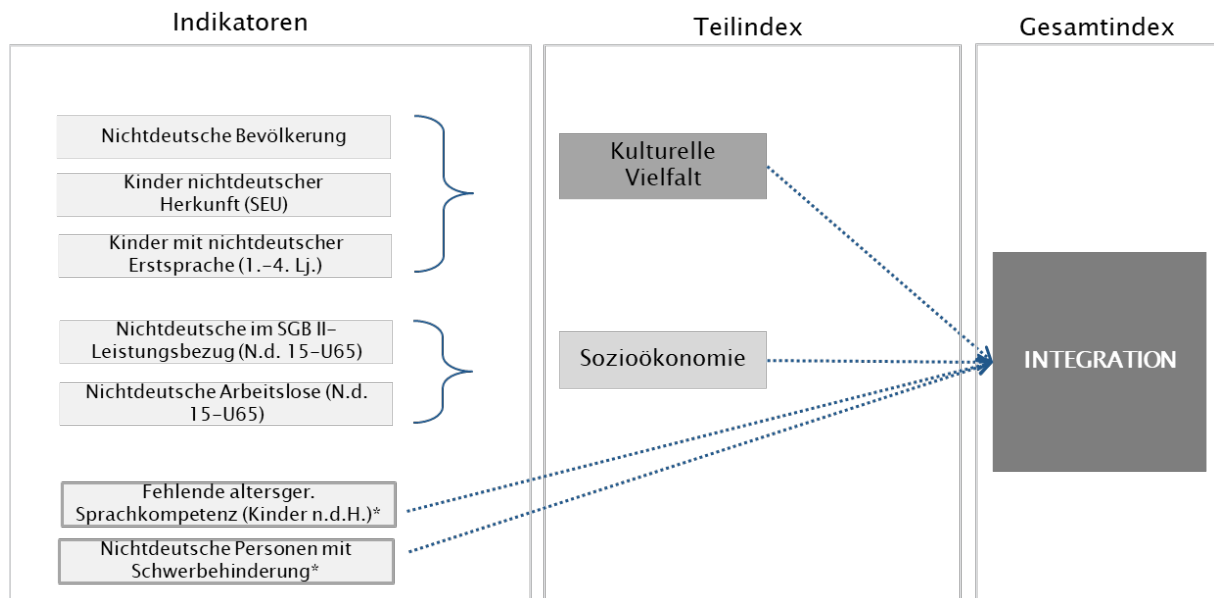 Indikatoren
Teilindex
Gesamtindex
Nichtdeutsche Bevölkerung
Kinder nichtdeutscher
Herkunft (SEU)
Kinder mit nichtdeutscher
Erstsprache (1.-4. Lj.)
Nichtdeutsche im SGB II-
Leistungsbezug (N.d. 15-U65)
Nichtdeutsche Arbeitslose (N.d.
15-U65)
Fehlende altersger.
Sprachkompetenz (Kinder n.d.H.)*
Nichtdeutsche Personen mit
Schwerbehinderung*
Kulturelle
Vielfalt
Sozioökonomie
INTEGRATION